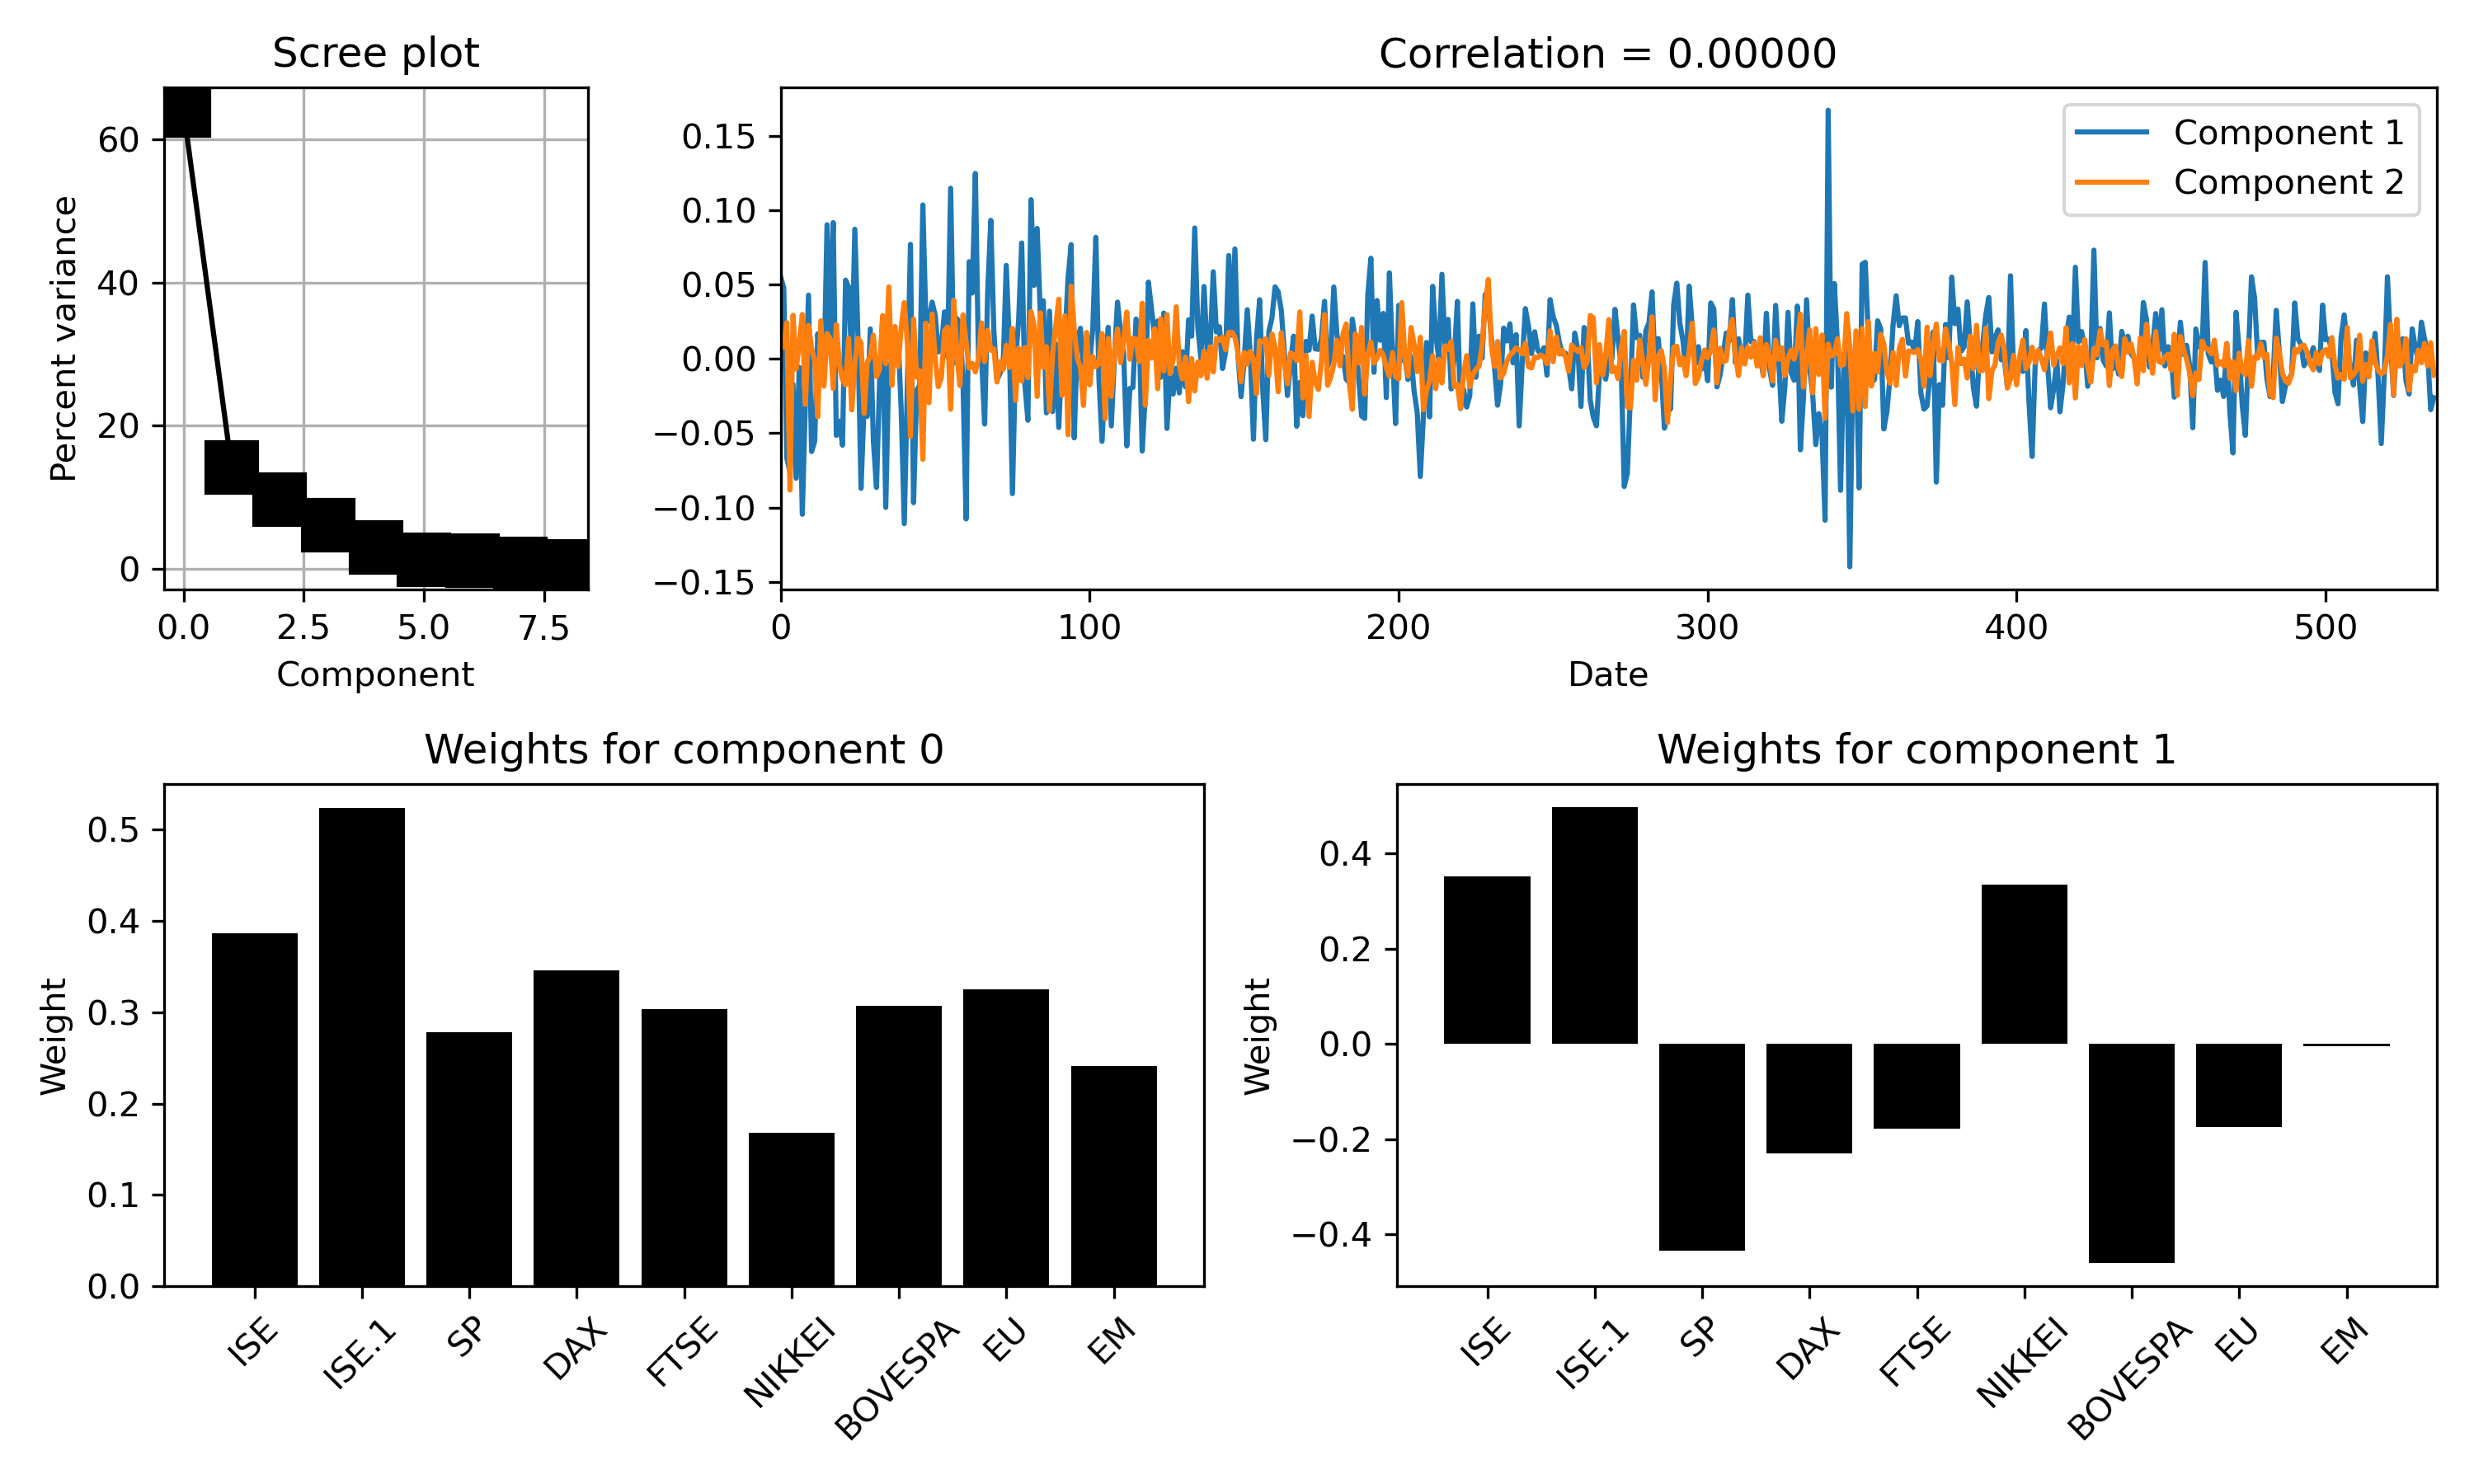 Scree plot
Percent variance
60
40
20
0
0.0 2.5 5.0 7.5
Component
Correlation = 0.00000
0.15
0.10
0.05
0.00
−0.05
−0.10
−0.15
0 100 200 300 400 500
Date
Component 1
Component 2
Weights for component 0
Weight
0.5
0.4
0.3
0.2
0.1
0.0
ISE ISE.1 SP DAX FTSE NIKKEI BOVESPA EU EM
Weights for component 1
Weight
0.4
0.2
0.0
−0.2
−0.4
ISE ISE.1 SP DAX FTSE NIKKEI BOVESPA EU EM